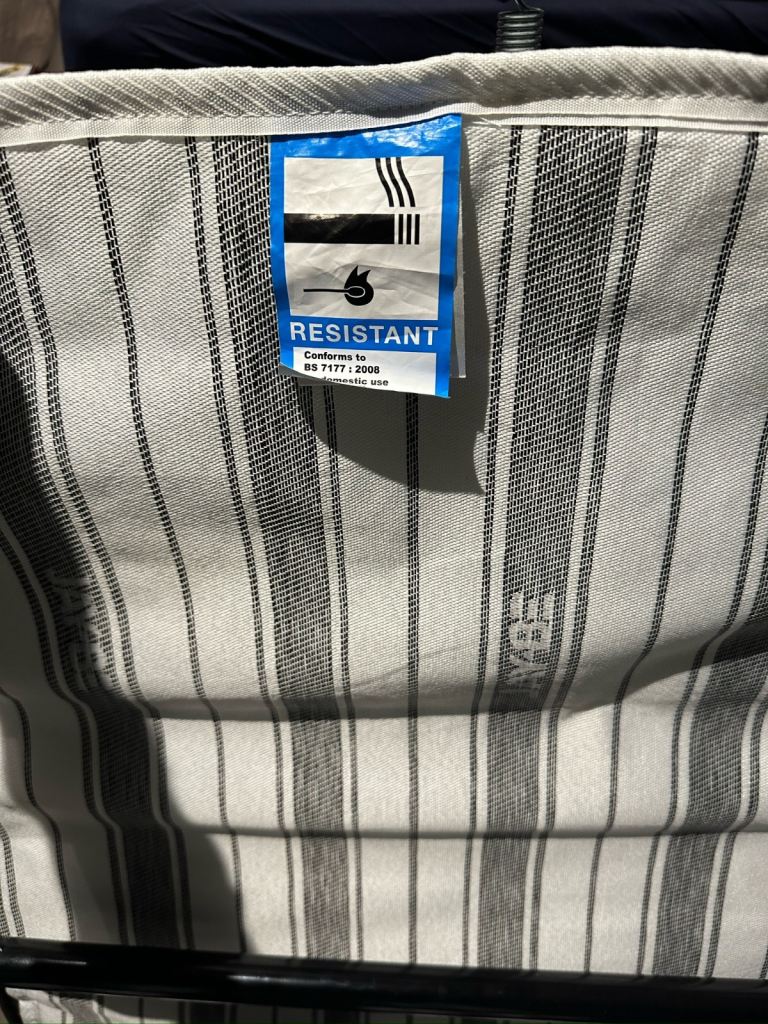 RESISTANT
Conforms to
BS 7177 : 2008
domestic use